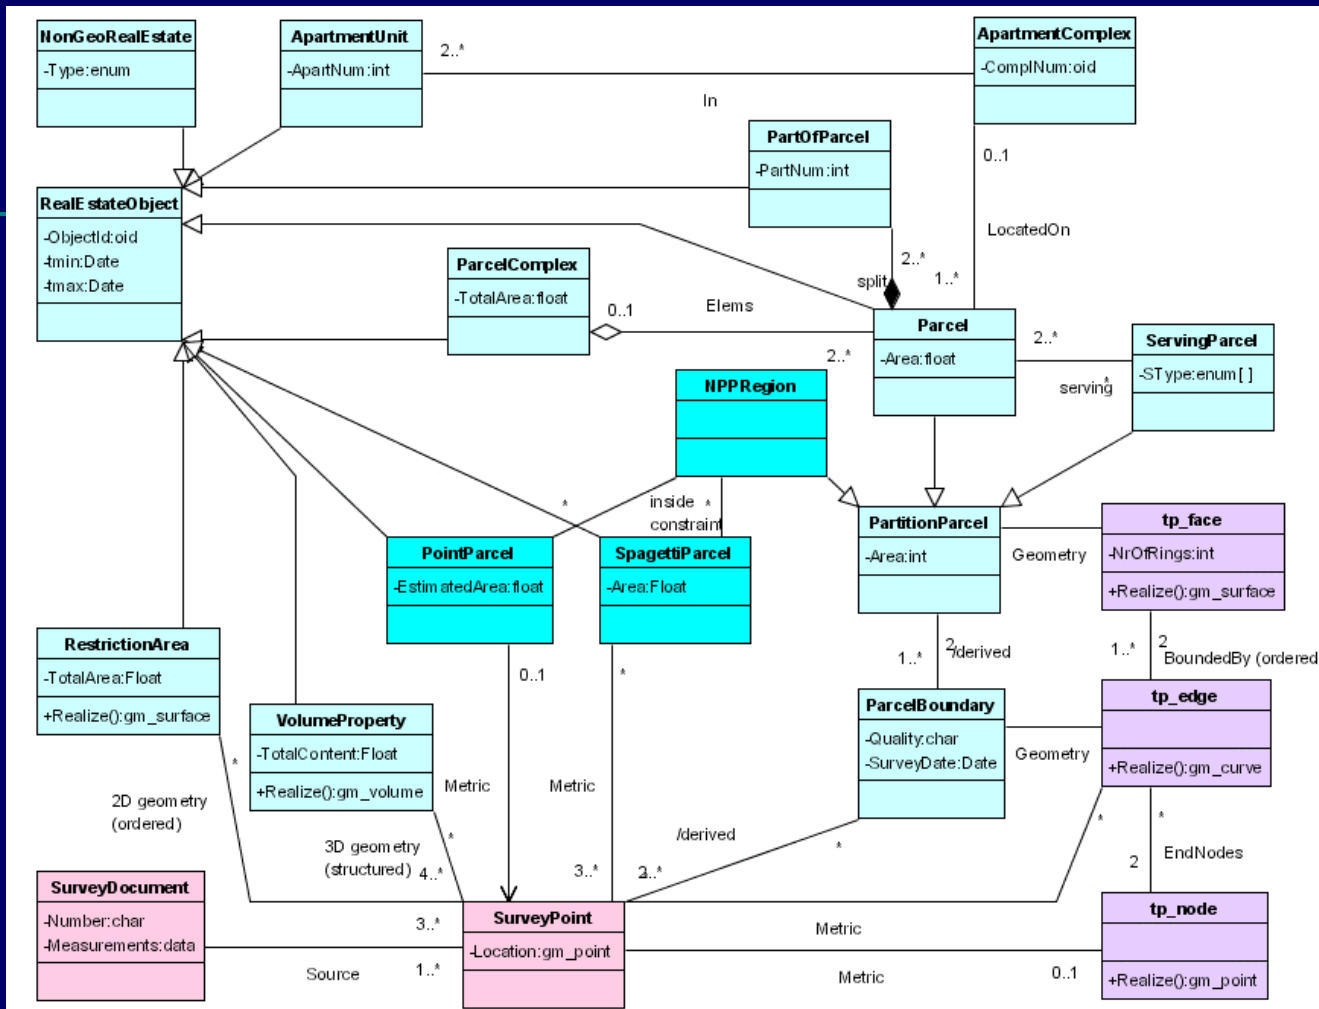 NonGeoRealEstate
-Type:enum
ApartmentUnit
-ApartNum:int
2..*
In
ApartmentComplex
-ComplNum:oid
0..1
LocatedOn
1..*
PartOfParcel
-PartNum:int
2..*
split
RealEstateObject
-ObjectId:oid
-tmin:Date
-tmax:Date
ParcelComplex
-TotalArea:float
0..1
Elems
2..*
Parcel
-Area:float
2..*
serving
*
ServingParcel
-SType:enum[ ]
NPPRegion
inside
constraint
*
*
PointParcel
-EstimatedArea:float
SpagettiParcel
-Area:Float
PartitionParcel
-Area:int
Geometry
tp_face
-NrOfRings:int
+Realize():gm_surface
1..*
2
/derived
1..*
2
BoundedBy (ordered
RestrictionArea
-TotalArea:Float
+Realize():gm_surface
*
2D geometry
(ordered)
VolumeProperty
-TotalContent:Float
+Realize():gm_volume
*
3D geometry
(structured)
4..*
0..1
Metric
*
Metric
3..*
ParcelBoundary
-Quality:char
-SurveyDate:Date
Geometry
tp_edge
+Realize():gm_curve
/derived
*
*
*
EndNodes
2
SurveyDocument
-Number:char
-Measurements:data
3..*
Source
1..*
SurveyPoint
-Location:gm_point
Metric
Metric
0..1
tp_node
+Realize():gm_point